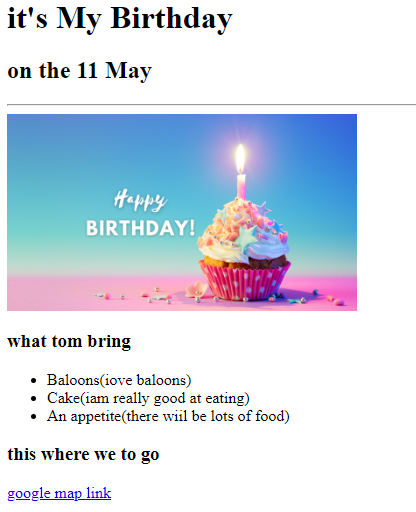 it's My Birthday
on the 11 May
Happy
BIRTHDAY!
what tom bring
Baloons(iove baloons)
Cake(iam really good at eating)
An appetite(there wiil be lots of food)
this where we to go
google map link